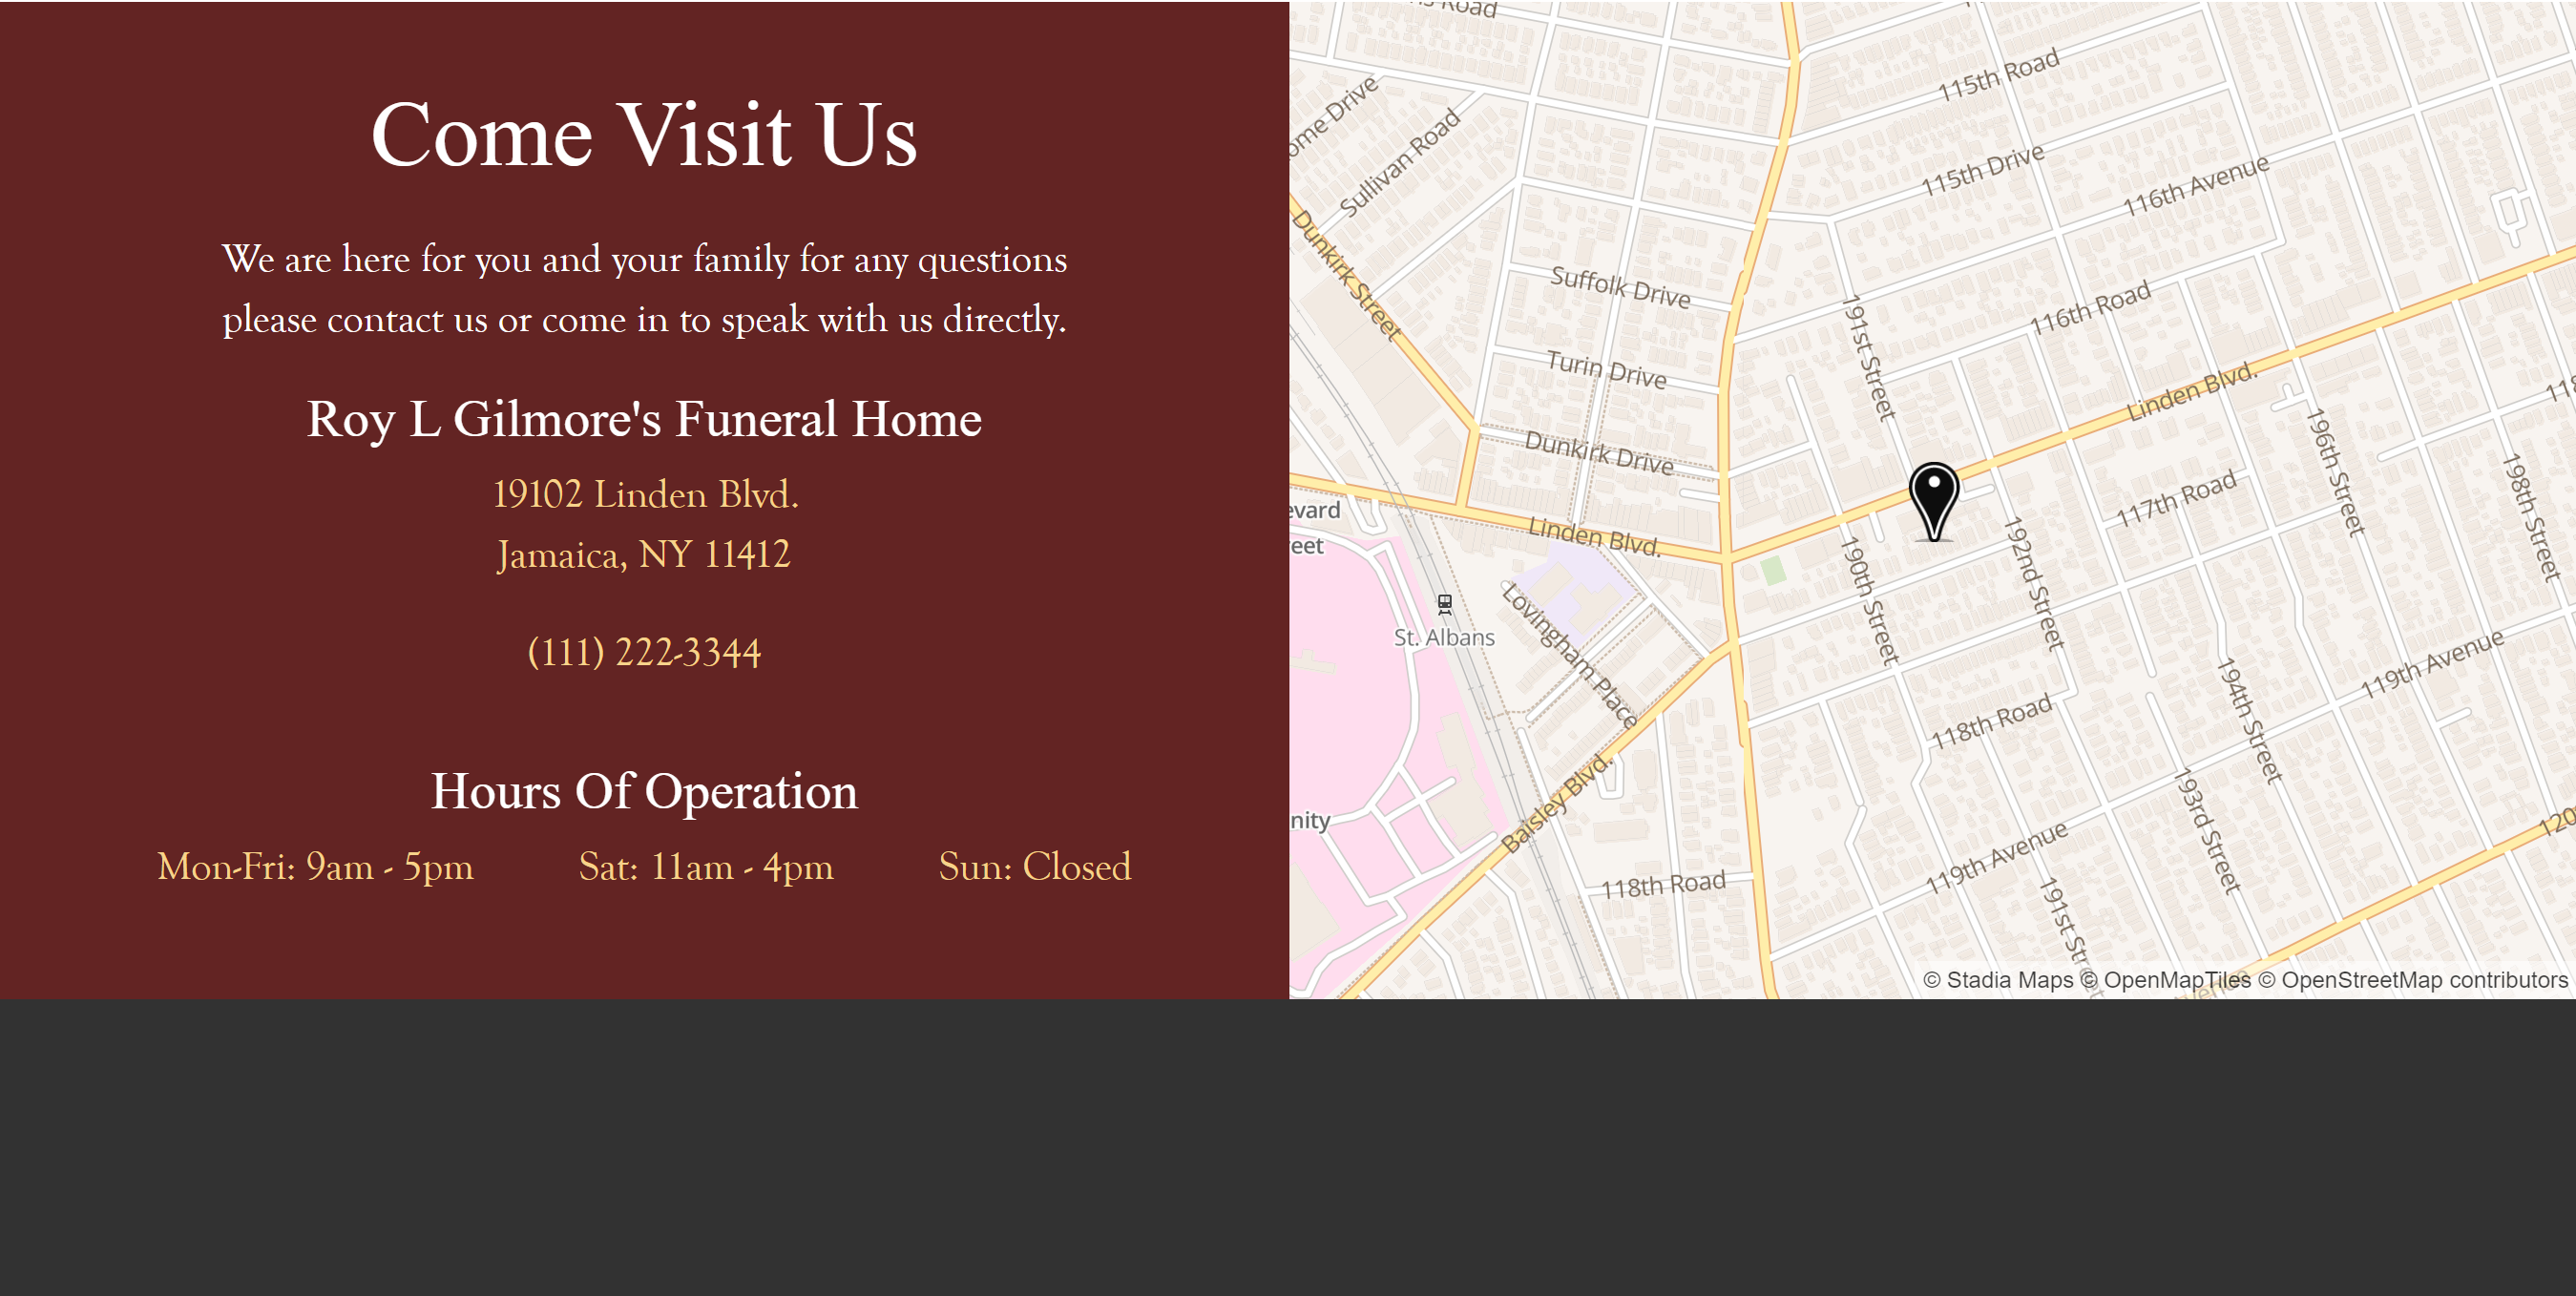 Come Visit Us
We are here for you and your family for any questions
please contact us or come in to speak with us directly.
Roy L Gilmore's Funeral Home
19102 Linden Blvd.
Jamaica, NY 11412
(111) 222-3344
Hours Of Operation
Mon-Fri: 9am - 5pm
Sat: 11am - 4pm
Sun: Closed
Road
115th Road
Drive
Sullivan Road
115th Drive
116th Avenue
Dunkirk Street
Suffolk Drive
191st Street
116th Road
Turin Drive
Linden Blvd.
Dunkirk Drive
196th Street
198th Street
117th Road
Linden Blvd.
190th Street
192nd Street
St. Albans
Lovingham Place
194th Street
119th Avenue
118th Road
Baisley Blvd.
193rd Street
119th Avenue
118th Road
191st Street
© Stadia Maps © OpenMapTiles © OpenStreetMap contributors